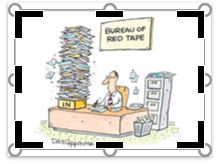 BUREAU OF
RED TAPE
IN